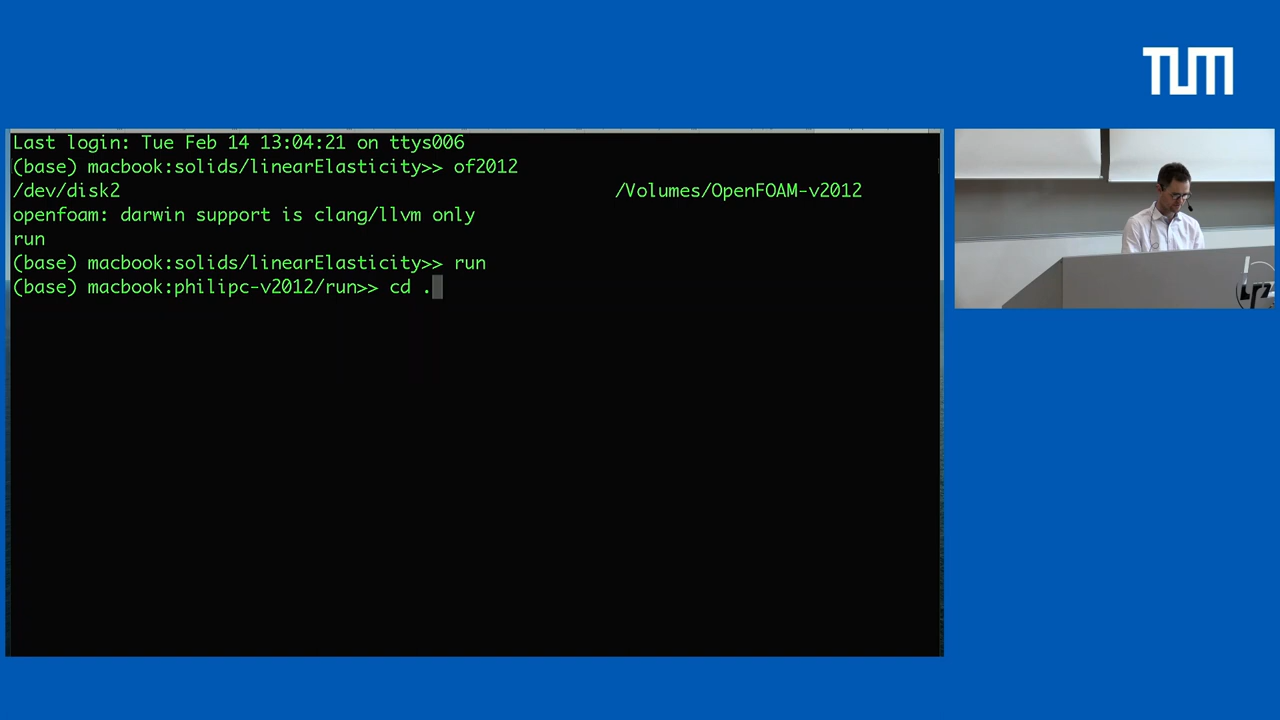 TUM
Last login: Tue Feb 14 13:04:21 on ttys006
(base) macbook:solids/linearElasticity>> of2012
/dev/disk2 /Volumes/OpenFOAM-v2012
openfoam: darwin support is clang/llvm only
run
(base) macbook:solids/linearElasticity>> run
(base) macbook:philipc-v2012/run>> cd .